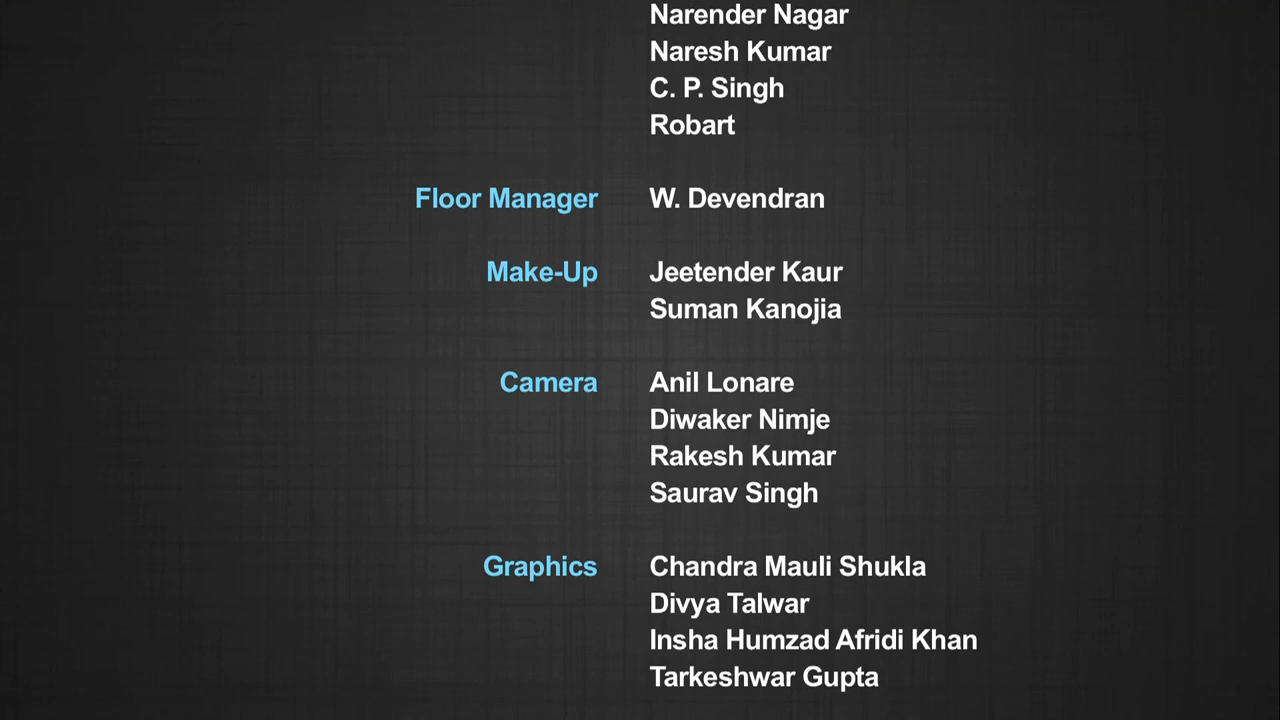 Narender Nagar
Naresh Kumar
C. P. Singh
Robart
Floor Manager W. Devendran
Make-Up Jeetender Kaur
Suman Kanojia
Camera Anil Lonare
Diwaker Nimje
Rakesh Kumar
Saurav Singh
Graphics Chandra Mauli Shukla
Divya Talwar
Insha Humzad Afridi Khan
Tarkeshwar Gupta